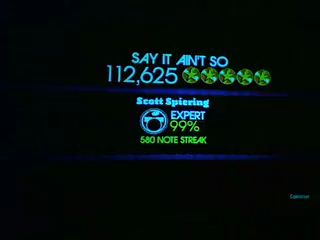 SAY IT AIN'T SO
112,625
Scott Spiering
EXPERT
99%
580 NOTE STREAK